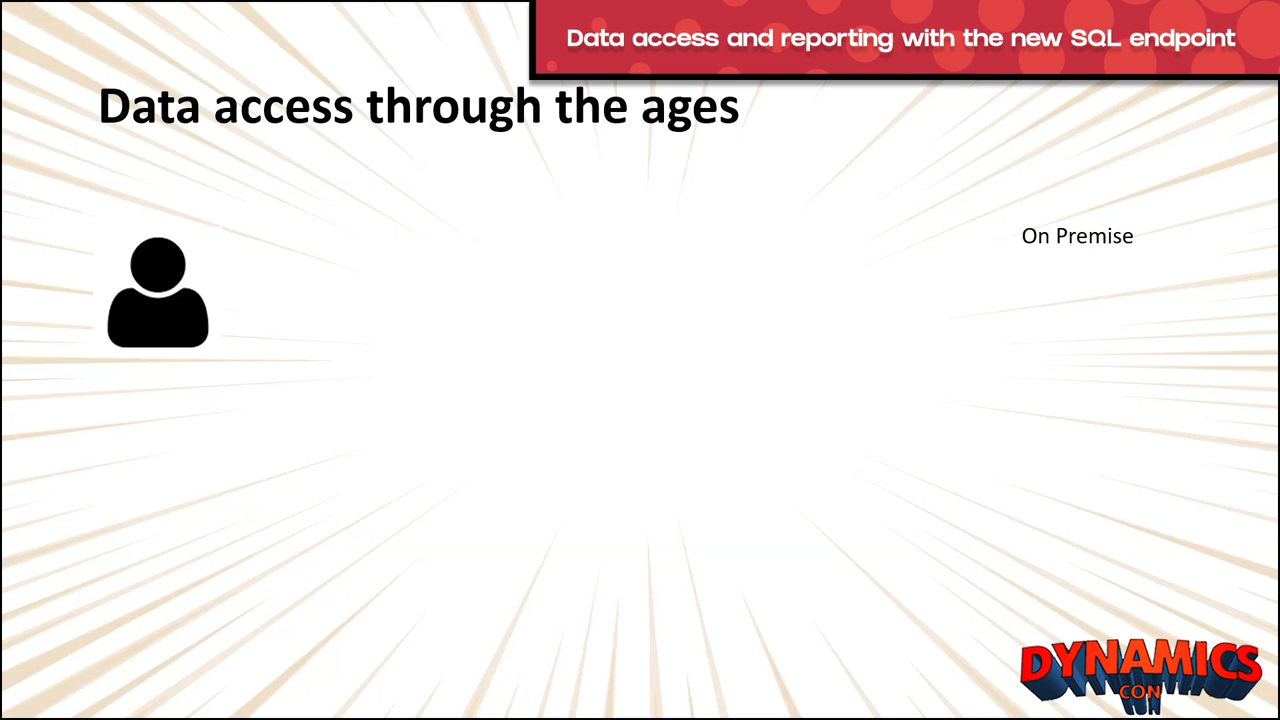 Data access and reporting with the new SQL endpoint
Data access through the ages
On Premise
DYNAMICS
CON